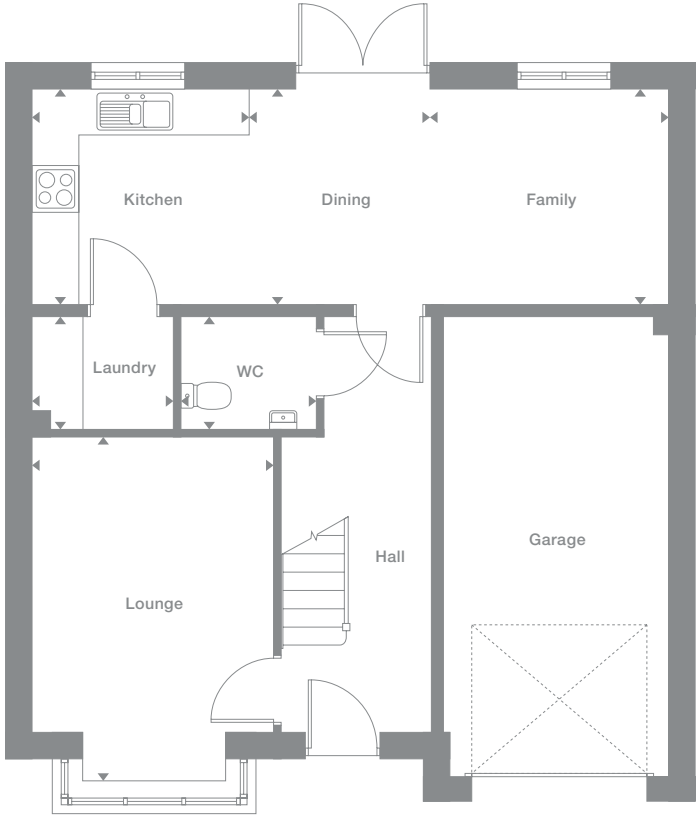 Kitchen
Dining
Family
Laundry
WC
Garage
Hall
Lounge